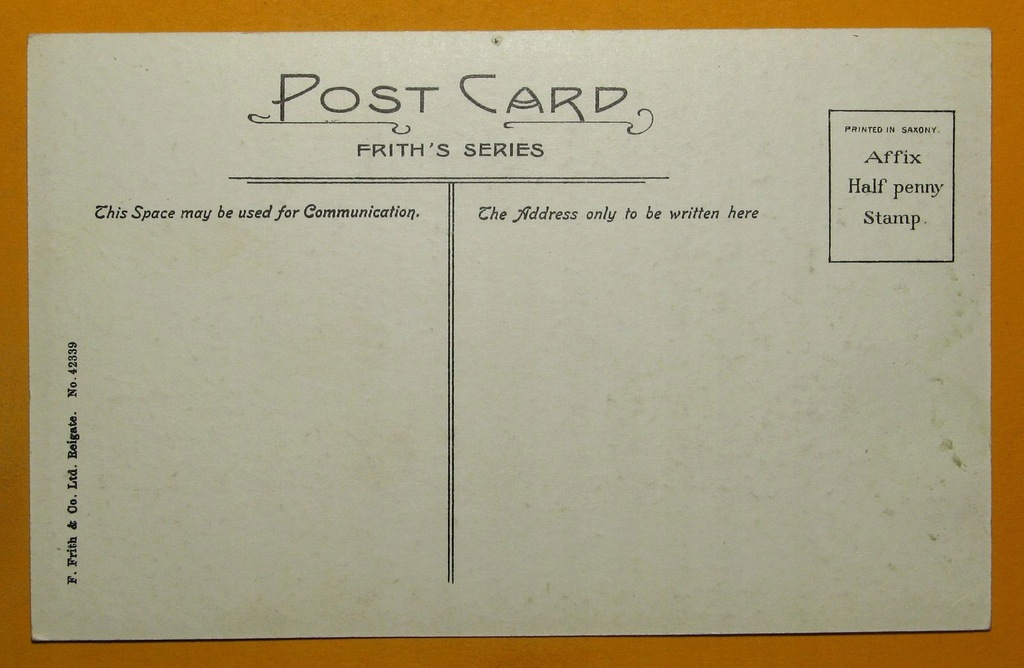 POST CARD
FRITH'S SERIES
This Space may be used for Communication.
The Address only to be written here
PRINTED IN SAXONY.
Affix
Half penny
Stamp.
F. Frith & Co. Ltd. Reigate. No. 42339